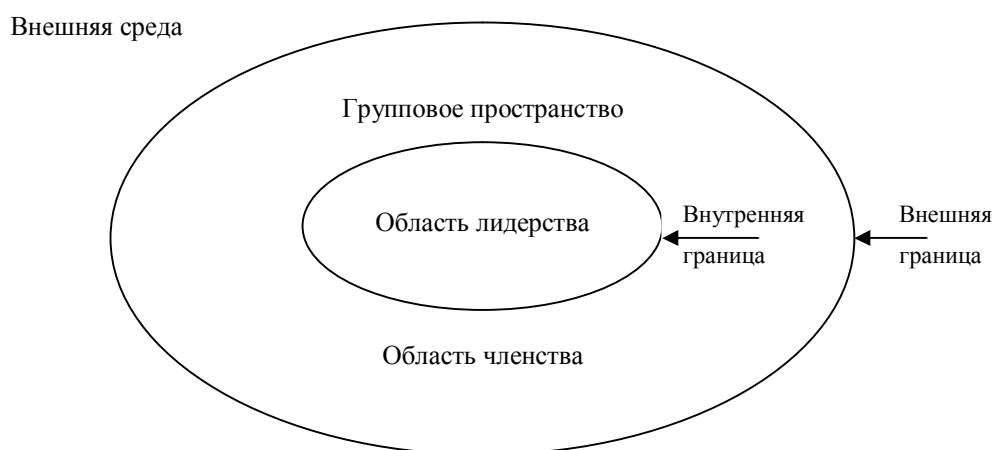 Внешняя среда
Групповое пространство
Область лидерства
Внутренняя
граница
Внешняя
граница
Область членства